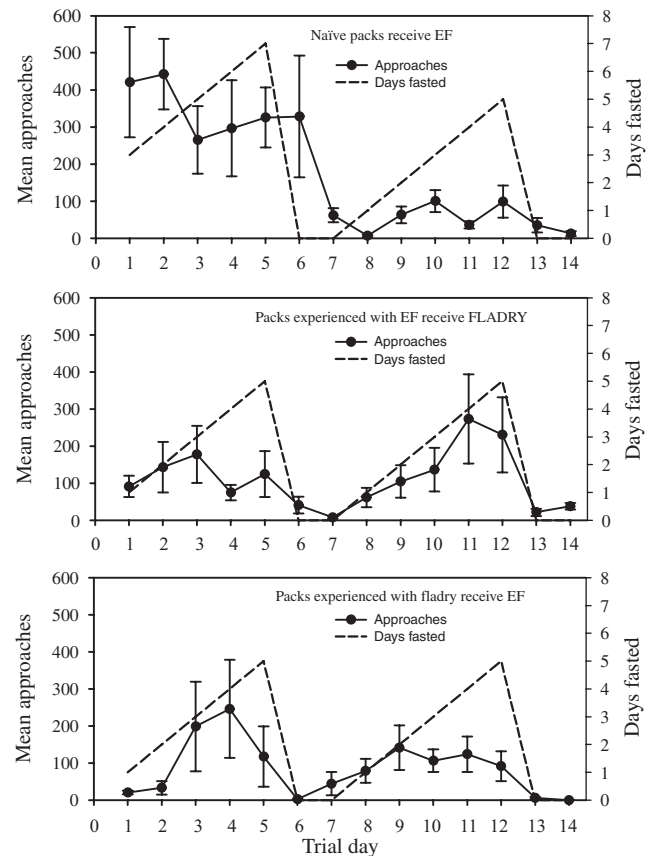 Naïve packs receive EF
Approaches
Days fasted
Mean approaches
Days fasted
600
500
400
300
200
100
0
8
7
6
5
4
3
2
1
0
0 1 2 3 4 5 6 7 8 9 10 11 12 13 14
Packs experienced with EF receive FLADRY
Approaches
Days fasted
Mean approaches
Days fasted
600
500
400
300
200
100
0
8
7
6
5
4
3
2
1
0
0 1 2 3 4 5 6 7 8 9 10 11 12 13 14
Packs experienced with fladry receive EF
Approaches
Days fasted
Mean approaches
Days fasted
600
500
400
300
200
100
0
8
7
6
5
4
3
2
1
0
0 1 2 3 4 5 6 7 8 9 10 11 12 13 14
Trial day